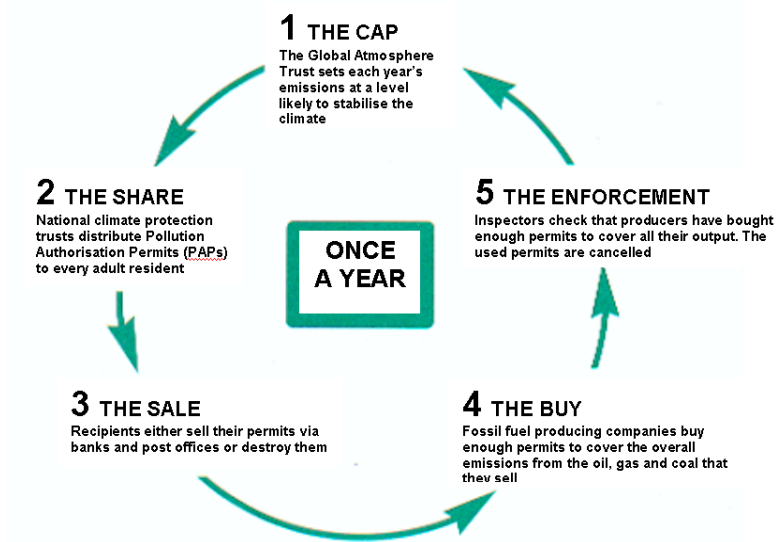 1 THE CAP
The Global Atmosphere
Trust sets each year's
emissions at a level
likely to stabilise the
climate
2 THE SHARE
National climate protection
trusts distribute Pollution
Authorisation Permits (PAPs)
to every adult resident
3 THE SALE
Recipients either sell their permits via
banks and post offices or destroy them
4 THE BUY
Fossil fuel producing companies buy
enough permits to cover the overall
emissions from the oil, gas and coal that
they sell
5 THE ENFORCEMENT
Inspectors check that producers have bought
enough permits to cover all their output. The
used permits are cancelled
ONCE
A YEAR